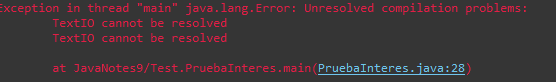 Exception in thread "main" java.lang.Error: Unresolved compilation problems:
TextIO cannot be resolved
TextIO cannot be resolved
at JavaNotes9/Test.PruebaInteres.main(PruebaInteres.java:28)